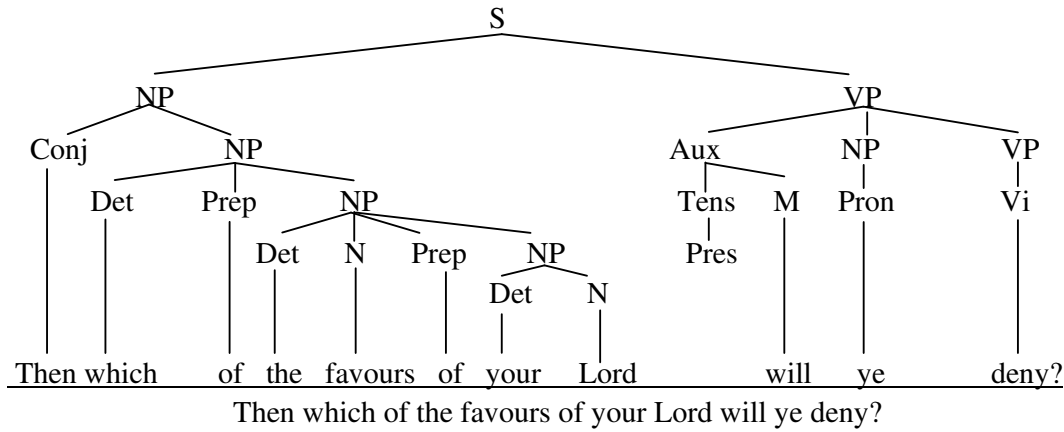 S
NP VP
Conj NP Aux NP VP
Det Prep NP Tens M Pron Vi
Det N Prep NP Pres
Det N
Then which of the favours of your Lord will ye deny?
Then which of the favours of your Lord will ye deny?